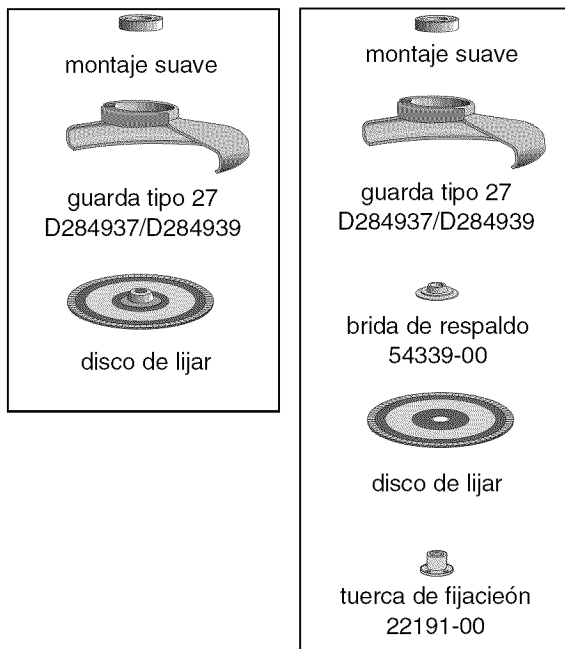 montaje suave
guarda tipo 27
D284937/D284939
disco de lijar
montaje suave
guarda tipo 27
D284937/D284939
brida de respaldo
54339-00
disco de lijar
tuerca de fijacieón
22191-00